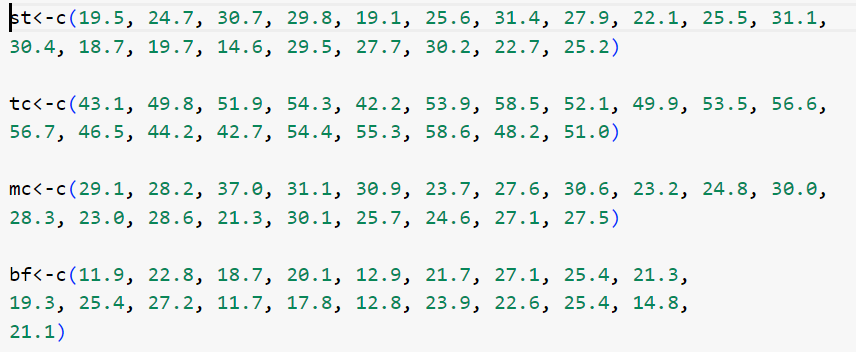 st<-c(19.5, 24.7, 30.7, 29.8, 19.1, 25.6, 31.4, 27.9, 22.1, 25.5, 31.1,
30.4, 18.7, 19.7, 14.6, 29.5, 27.7, 30.2, 22.7, 25.2)
tc<-c(43.1, 49.8, 51.9, 54.3, 42.2, 53.9, 58.5, 52.1, 49.9, 53.5, 56.6,
56.7, 46.5, 44.2, 42.7, 54.4, 55.3, 58.6, 48.2, 51.0)
mc<-c(29.1, 28.2, 37.0, 31.1, 30.9, 23.7, 27.6, 30.6, 23.2, 24.8, 30.0,
28.3, 23.0, 28.6, 21.3, 30.1, 25.7, 24.6, 27.1, 27.5)
bf<-c(11.9, 22.8, 18.7, 20.1, 12.9, 21.7, 27.1, 25.4, 21.3,
19.3, 25.4, 27.2, 11.7, 17.8, 12.8, 23.9, 22.6, 25.4, 14.8,
21.1)